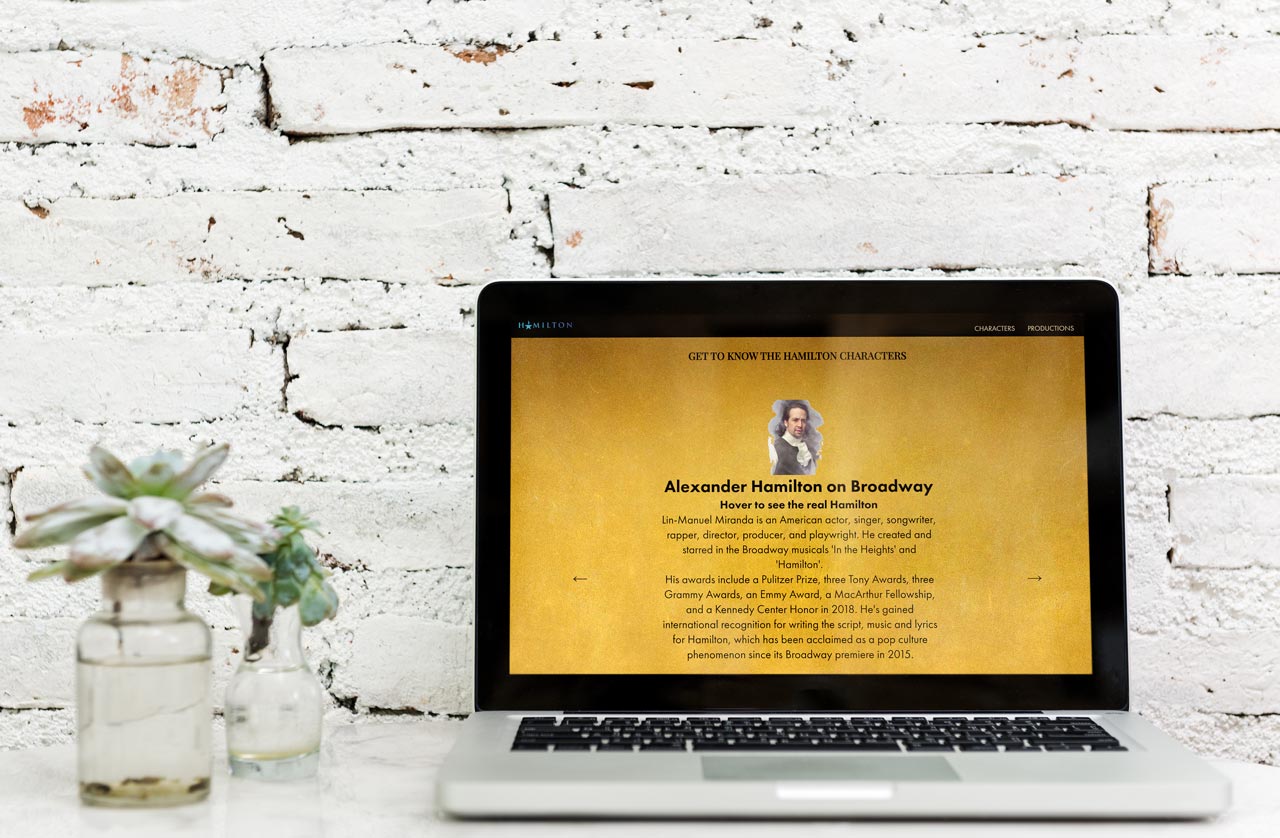 HAMILTON
CHARACTERS PRODUCTIONS
GET TO KNOW THE HAMILTON CHARACTERS
Alexander Hamilton on Broadway
Hover to see the real Hamilton
Lin-Manuel Miranda is an American actor, singer, songwriter,
rapper, director, producer, and playwright. He created and
starred in the Broadway musicals 'In the Heights' and
'Hamilton'.
His awards include a Pulitzer Prize, three Tony Awards, three
Grammy Awards, an Emmy Award, a MacArthur Fellowship,
and a Kennedy Center Honor in 2018. He's gained
international recognition for writing the script, music and lyrics
for Hamilton, which has been acclaimed as a pop culture
phenomenon since its Broadway premiere in 2015.